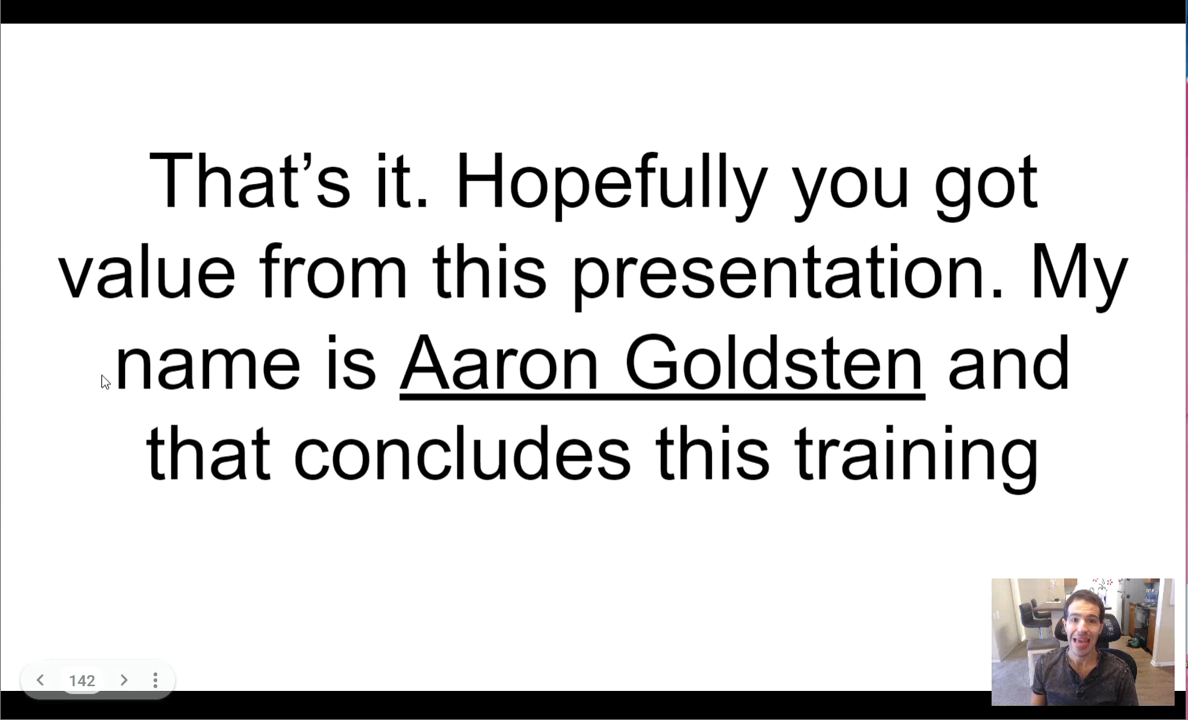 That’s it. Hopefully you got
value from this presentation. My
name is Aaron Goldsten and
that concludes this training
142